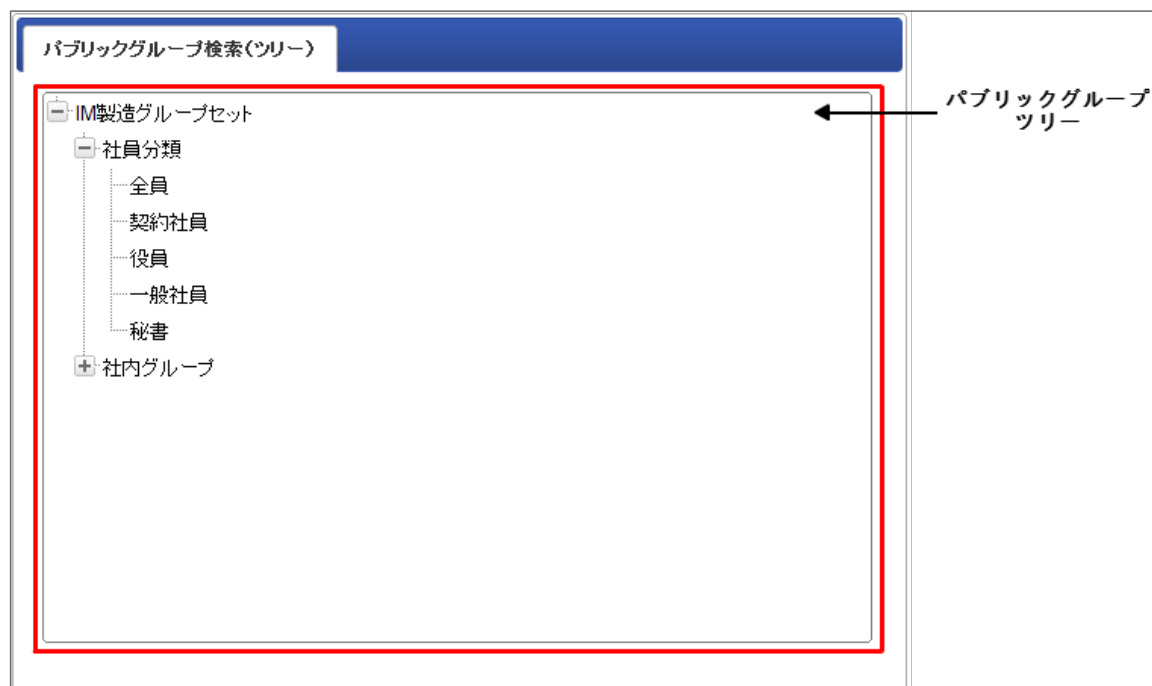 パブリックグループ検索(ツリー)
IM製造グループセット
社員分類
全員
契約社員
役員
一般社員
秘書
社内グループ
パブリックグループ
ツリー